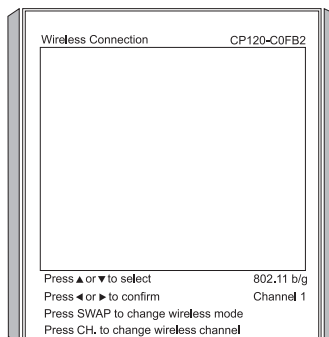 Wireless Connection CP120-C0FB2
Press ▲ or ▼ to select 802.11 b/g
Press ◄ or ► to confirm Channel 1
Press SWAP to change wireless mode
Press CH. to change wireless channel